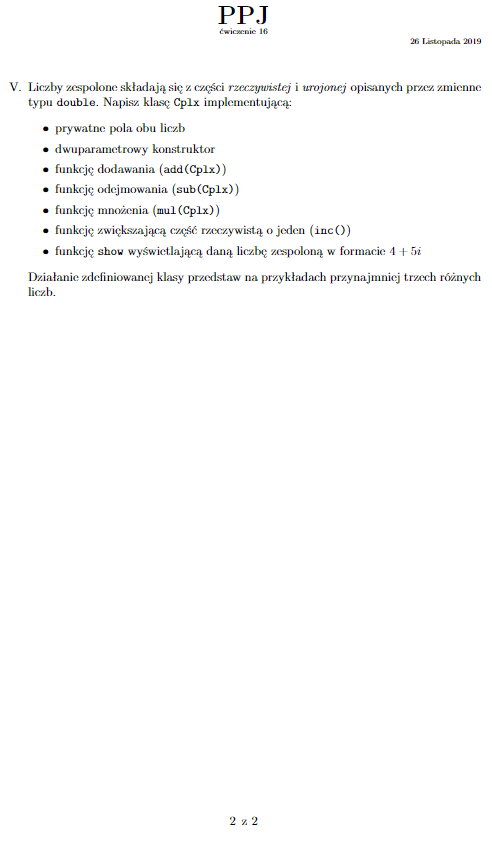 PPJ
ćwiczenie 16
26 Listopada 2019
V. Liczby zespolone składają się z części rzeczywistej i urojonej opisanych przez zmienne
typu double. Napisz klasę Cplx implementującą:
• prywatne pola obu liczb
• dwuparametrowy konstruktor
• funkcję dodawania (add(Cplx))
• funkcję odejmowania (sub(Cplx))
• funkcję mnożenia (mul(Cplx))
• funkcję zwiększającą część rzeczywistą o jeden (inc())
• funkcję show wyświetlającą daną liczbę zespoloną w formacie 4 + 5i
Działanie zdefiniowanej klasy przedstaw na przykładach przynajmniej trzech różnych
liczb.
2 z 2